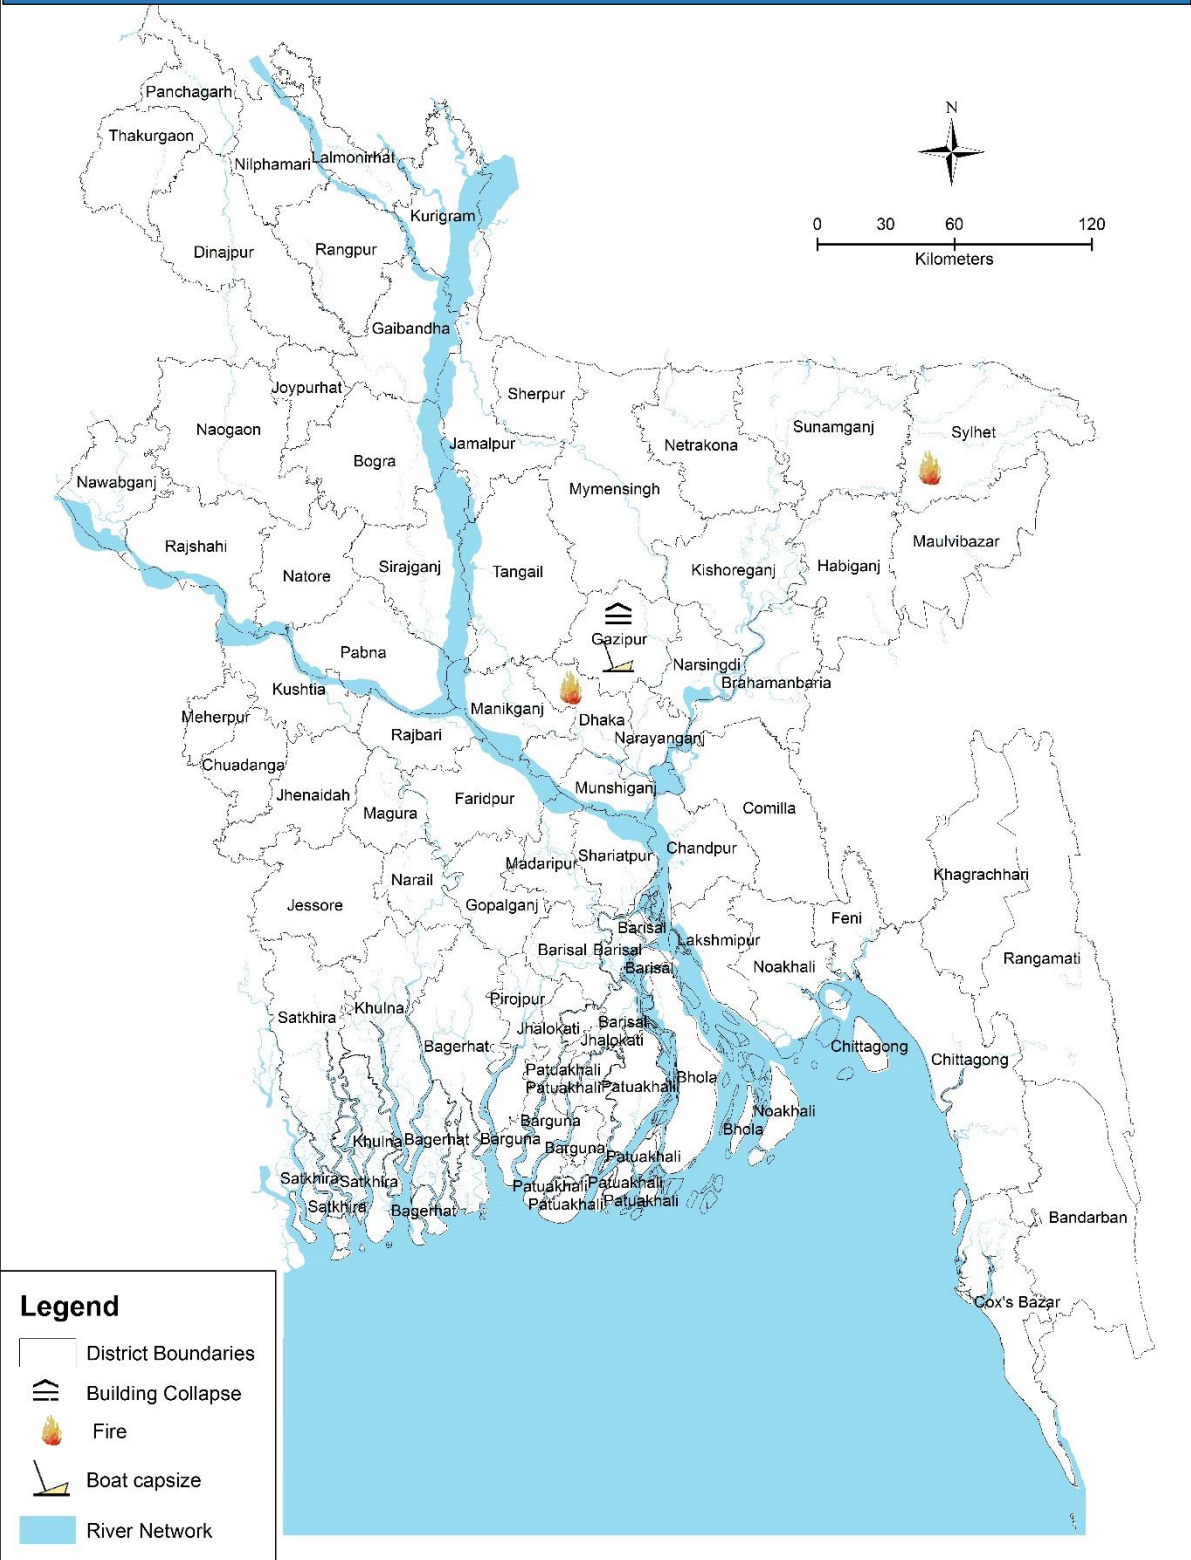 Panchagarh
Thakurgaon
Nilphamari
Lalmonirhat
Kurigram
Dinajpur
Rangpur
Gaibandha
N
0 30 60 120
Kilometers
Joypurhat
Sherpur
Naogaon
Jamalpur
Netrakona
Sunamganj
Sylhet
Bogra
Nawabganj
Mymensingh
Rajshahi
Maulvibazar
Natore
Sirajganj
Tangail
Kishoreganj
Habiganj
Gazipur
Pabna
Narsingdi
Kushtia
Brahamanbaria
Meherpur
Manikganj
Dhaka
Rajbari
Narayanganj
Chuadanga
Jhenaidah
Magura
Faridpur
Munshiganj
Comilla
Madaripur
Shariatpur
Chandpur
Narail
Khagrachhari
Jessore
Gopalganj
Feni
Barisal
Lakshmipur
Barisal
Barisal
Barisal
Noakhali
Rangamati
Pirojpur
Khulna
Satkhira
Jhalokati
Barisal
Jhalokati
Bagerhat
Chittagong
Chittagong
Patuakhali
Patuakhali
Patuakhali
Bhola
Noakhali
Barguna
Bhola
Khulna
Bagerhat
Barguna
Barguna
Patuakhali
Satkhira
Satkhira
Patuakhali
Patuakhali
Satkhira
Bagerhat
Patuakhali
Patuakhali
Bandarban
Cox's Bazar
Legend
District Boundaries
Building Collapse
Fire
Boat capsize
River Network